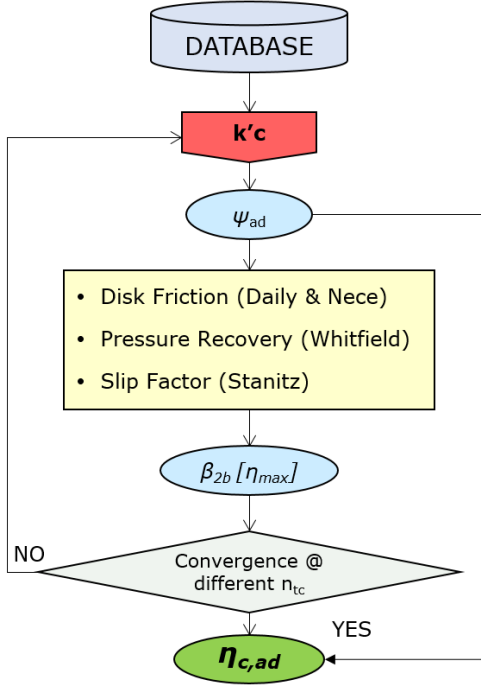 DATABASE
k'c
ψad
• Disk Friction (Daily & Nece)
• Pressure Recovery (Whitfield)
• Slip Factor (Stanitz)
β2b [ηmax]
NO
Convergence @
different ntc
YES
ηc,ad